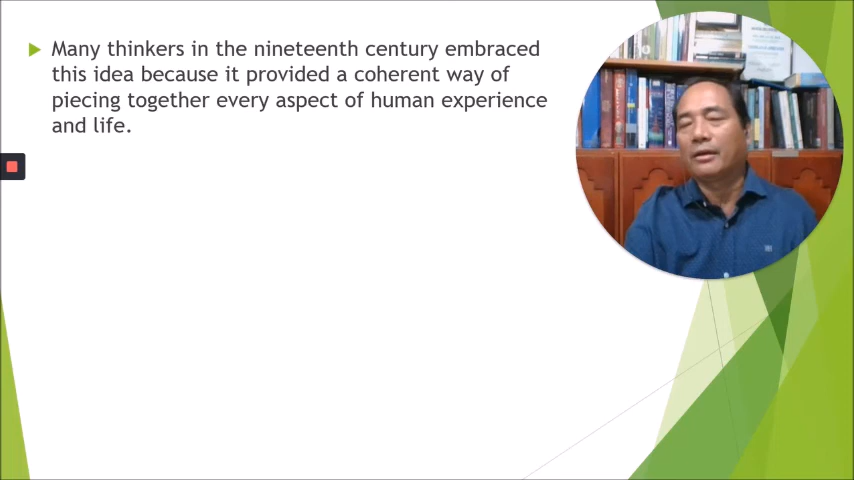 Many thinkers in the nineteenth century embraced
this idea because it provided a coherent way of
piecing together every aspect of human experience
and life.